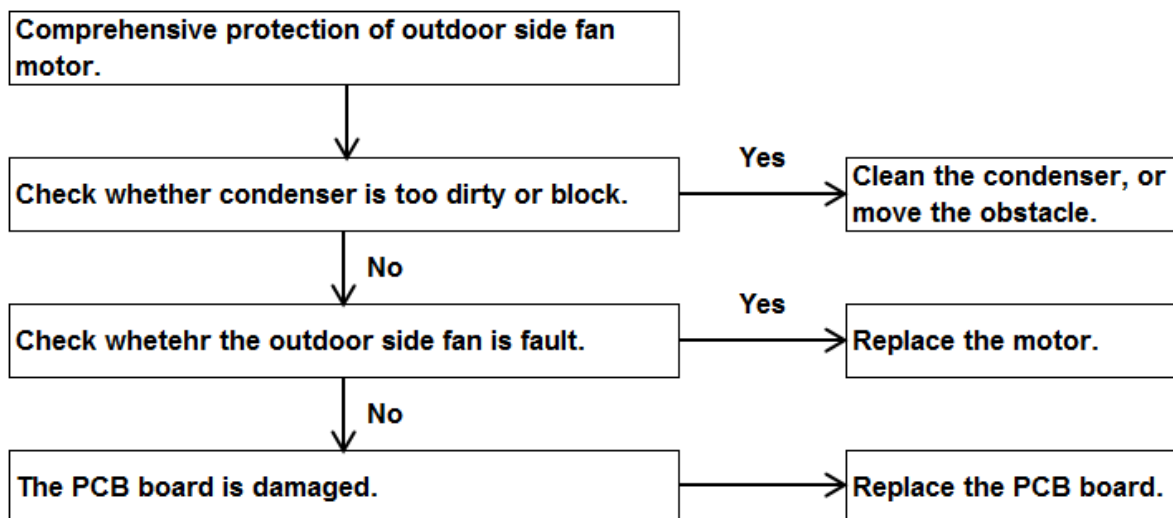 Comprehensive protection of outdoor side fan
motor.
Yes
Check whether condenser is too dirty or block.
Clean the condenser, or
move the obstacle.
No
Yes
Check whetehr the outdoor side fan is fault.
Replace the motor.
No
The PCB board is damaged.
Replace the PCB board.